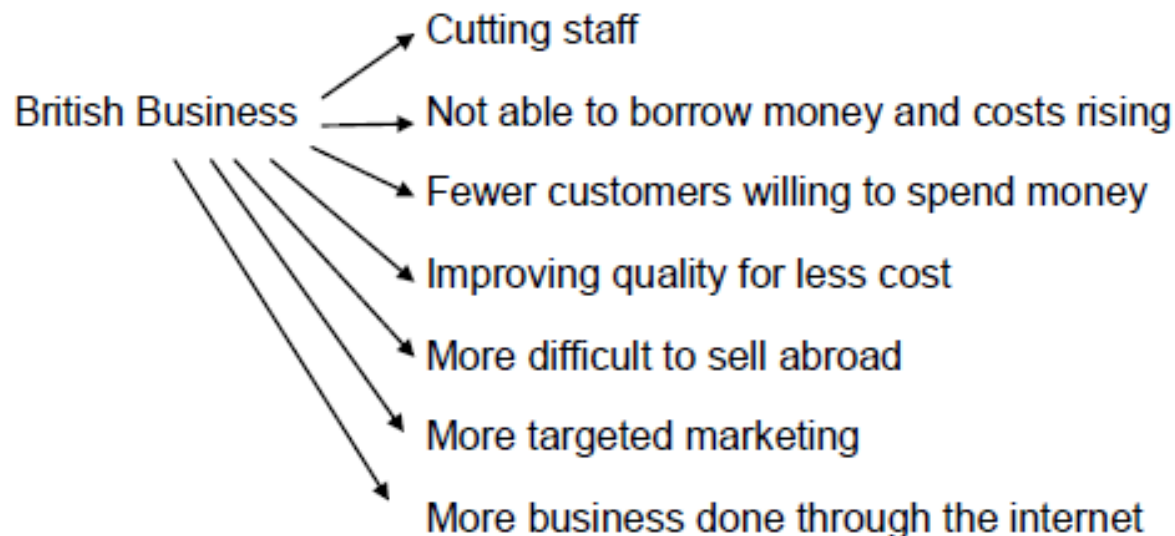 Cutting staff
British Business
Not able to borrow money and costs rising
Fewer customers willing to spend money
Improving quality for less cost
More difficult to sell abroad
More targeted marketing
More business done through the internet